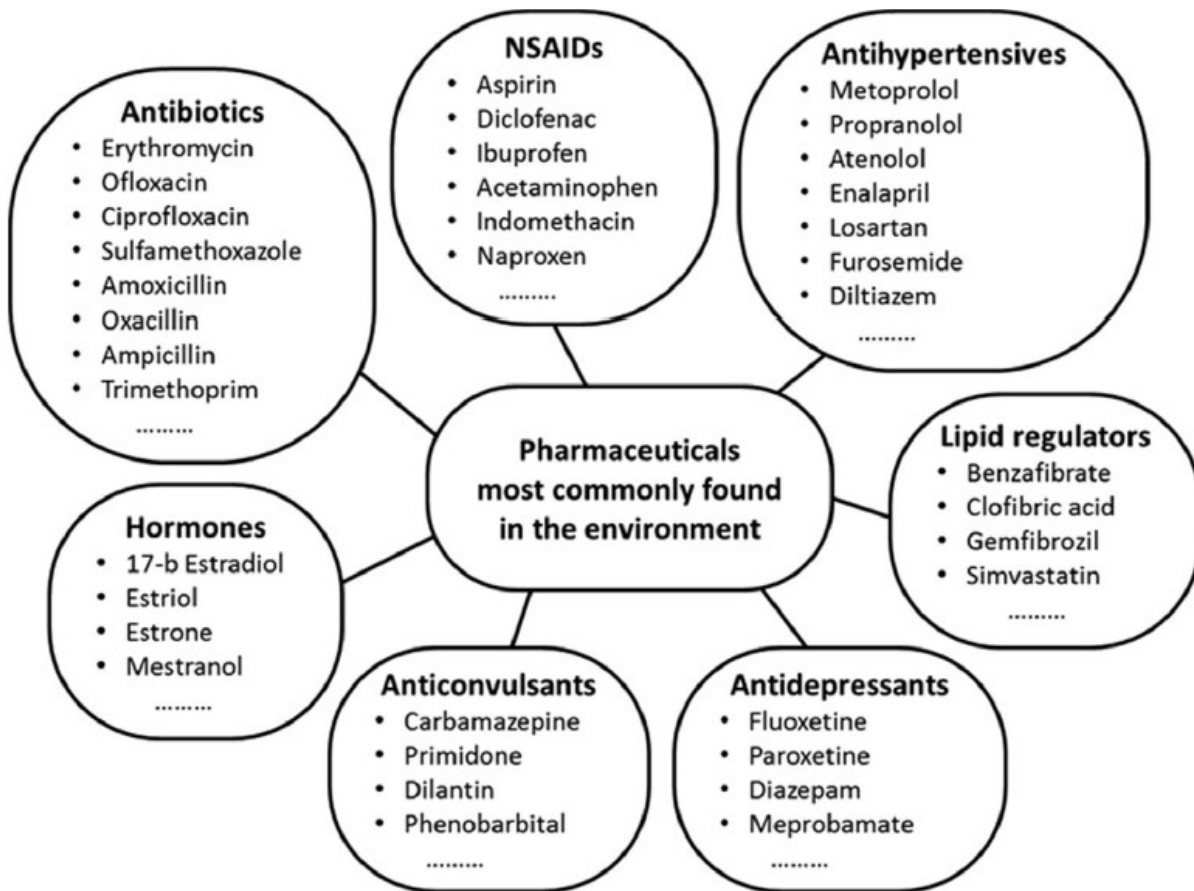 NSAIDs
• Aspirin
• Diclofenac
• Ibuprofen
• Acetaminophen
• Indomethacin
• Naproxen
.........
Antihypertensives
• Metoprolol
• Propranolol
• Atenolol
• Enalapril
• Losartan
• Furosemide
• Diltiazem
.........
Antibiotics
• Erythromycin
• Ofloxacin
• Ciprofloxacin
• Sulfamethoxazole
• Amoxicillin
• Oxacillin
• Ampicillin
• Trimethoprim
.........
Pharmaceuticals
most commonly found
in the environment
Lipid regulators
• Benzafibrate
• Clofibric acid
• Gemfibrozil
• Simvastatin
.........
Hormones
• 17-b Estradiol
• Estriol
• Estrone
• Mestranol
.........
Anticonvulsants
• Carbamazepine
• Primidone
• Dilantin
• Phenobarbital
.........
Antidepressants
• Fluoxetine
• Paroxetine
• Diazepam
• Meprobamate
.........